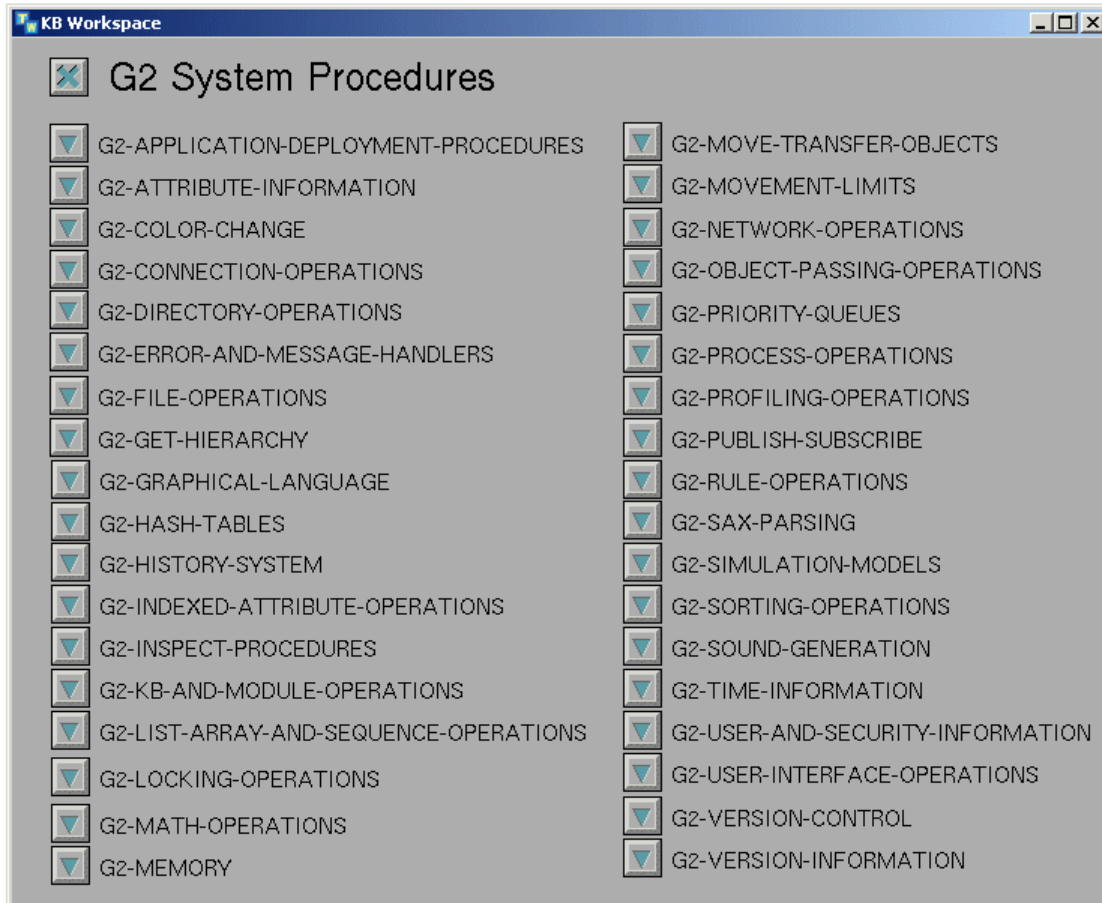 KB Workspace
G2 System Procedures
G2-APPLICATION-DEPLOYMENT-PROCEDURES
G2-ATTRIBUTE-INFORMATION
G2-COLOR-CHANGE
G2-CONNECTION-OPERATIONS
G2-DIRECTORY-OPERATIONS
G2-ERROR-AND-MESSAGE-HANDLERS
G2-FILE-OPERATIONS
G2-GET-HIERARCHY
G2-GRAPHICAL-LANGUAGE
G2-HASH-TABLES
G2-HISTORY-SYSTEM
G2-INDEXED-ATTRIBUTE-OPERATIONS
G2-INSPECT-PROCEDURES
G2-KB-AND-MODULE-OPERATIONS
G2-LIST-ARRAY-AND-SEQUENCE-OPERATIONS
G2-LOCKING-OPERATIONS
G2-MATH-OPERATIONS
G2-MEMORY
G2-MOVE-TRANSFER-OBJECTS
G2-MOVEMENT-LIMITS
G2-NETWORK-OPERATIONS
G2-OBJECT-PASSING-OPERATIONS
G2-PRIORITY-QUEUES
G2-PROCESS-OPERATIONS
G2-PROFILING-OPERATIONS
G2-PUBLISH-SUBSCRIBE
G2-RULE-OPERATIONS
G2-SAX-PARSING
G2-SIMULATION-MODELS
G2-SORTING-OPERATIONS
G2-SOUND-GENERATION
G2-TIME-INFORMATION
G2-USER-AND-SECURITY-INFORMATION
G2-USER-INTERFACE-OPERATIONS
G2-VERSION-CONTROL
G2-VERSION-INFORMATION